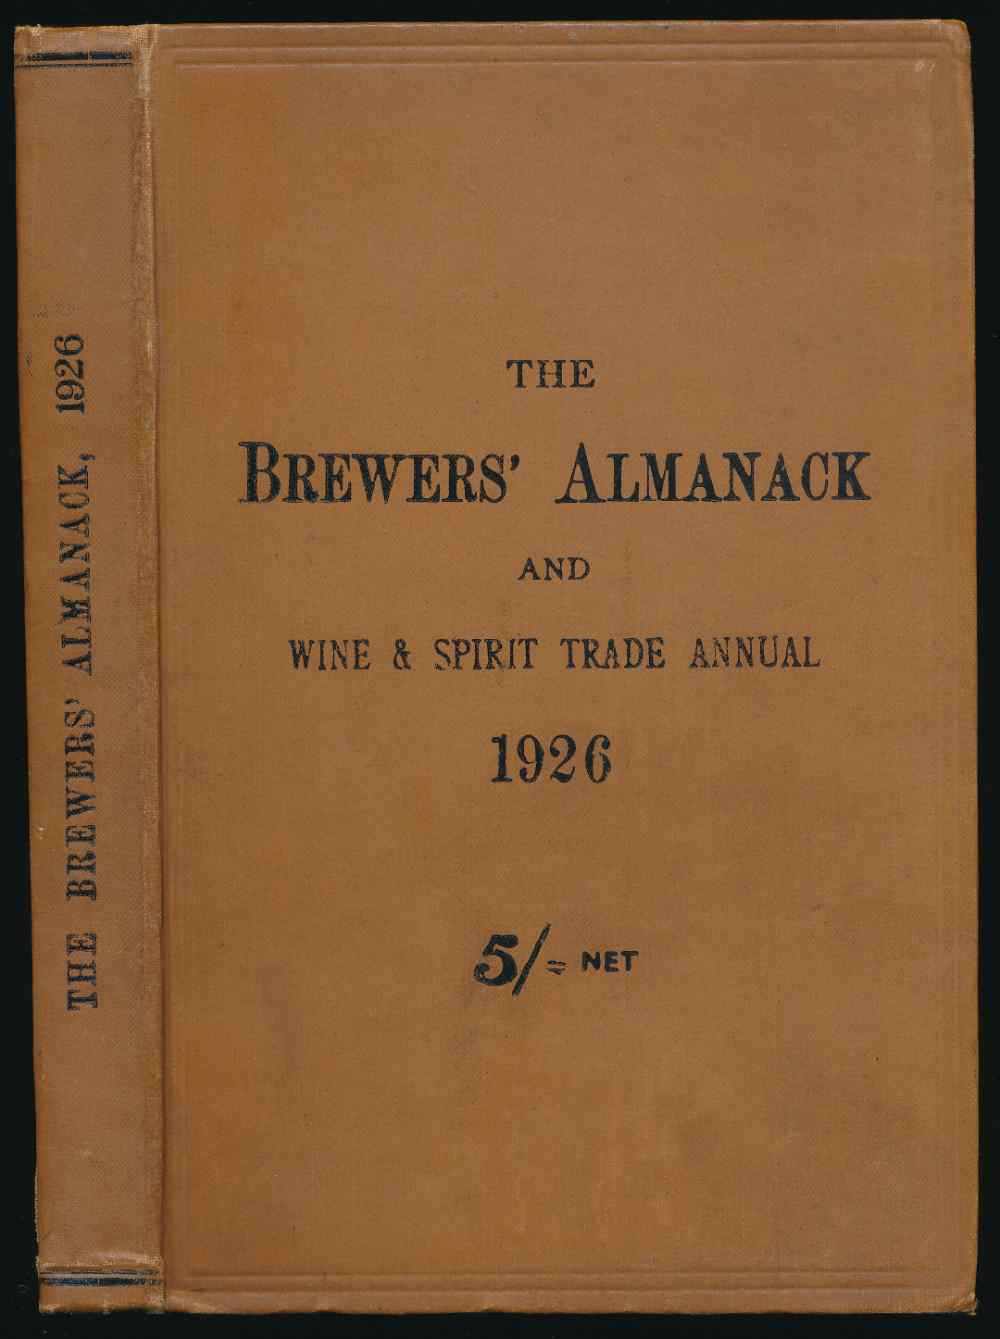 THE BREWERS' ALMANACK, 1926
THE
BREWERS' ALMANACK
AND
WINE & SPIRIT TRADE ANNUAL
1926
5/= NET